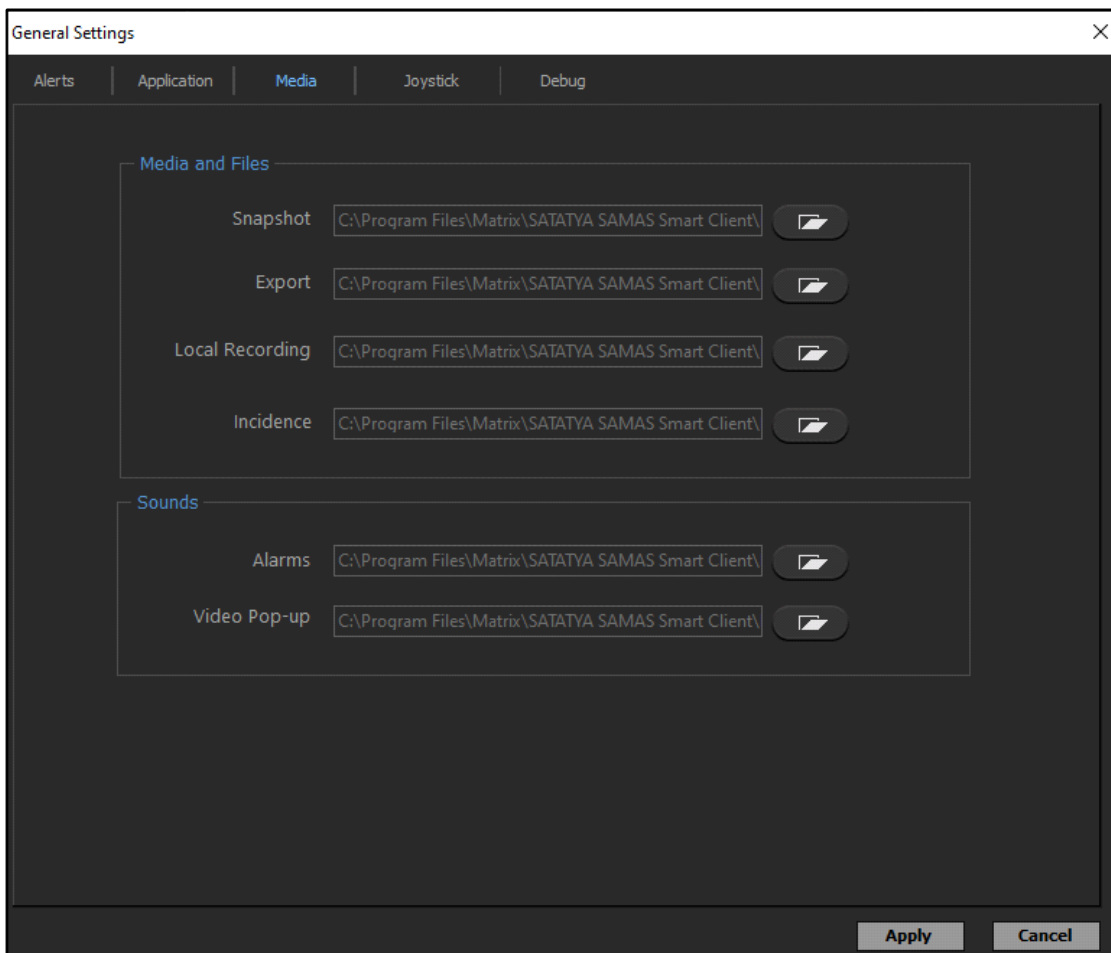 General Settings
Alerts Application Media Joystick Debug
Media and Files
Snapshot C:\Program Files\Matrix\SATATYA SAMAS Smart Client\
Export C:\Program Files\Matrix\SATATYA SAMAS Smart Client\
Local Recording C:\Program Files\Matrix\SATATYA SAMAS Smart Client\
Incidence C:\Program Files\Matrix\SATATYA SAMAS Smart Client\
Sounds
Alarms C:\Program Files\Matrix\SATATYA SAMAS Smart Client\
Video Pop-up C:\Program Files\Matrix\SATATYA SAMAS Smart Client\
Apply Cancel